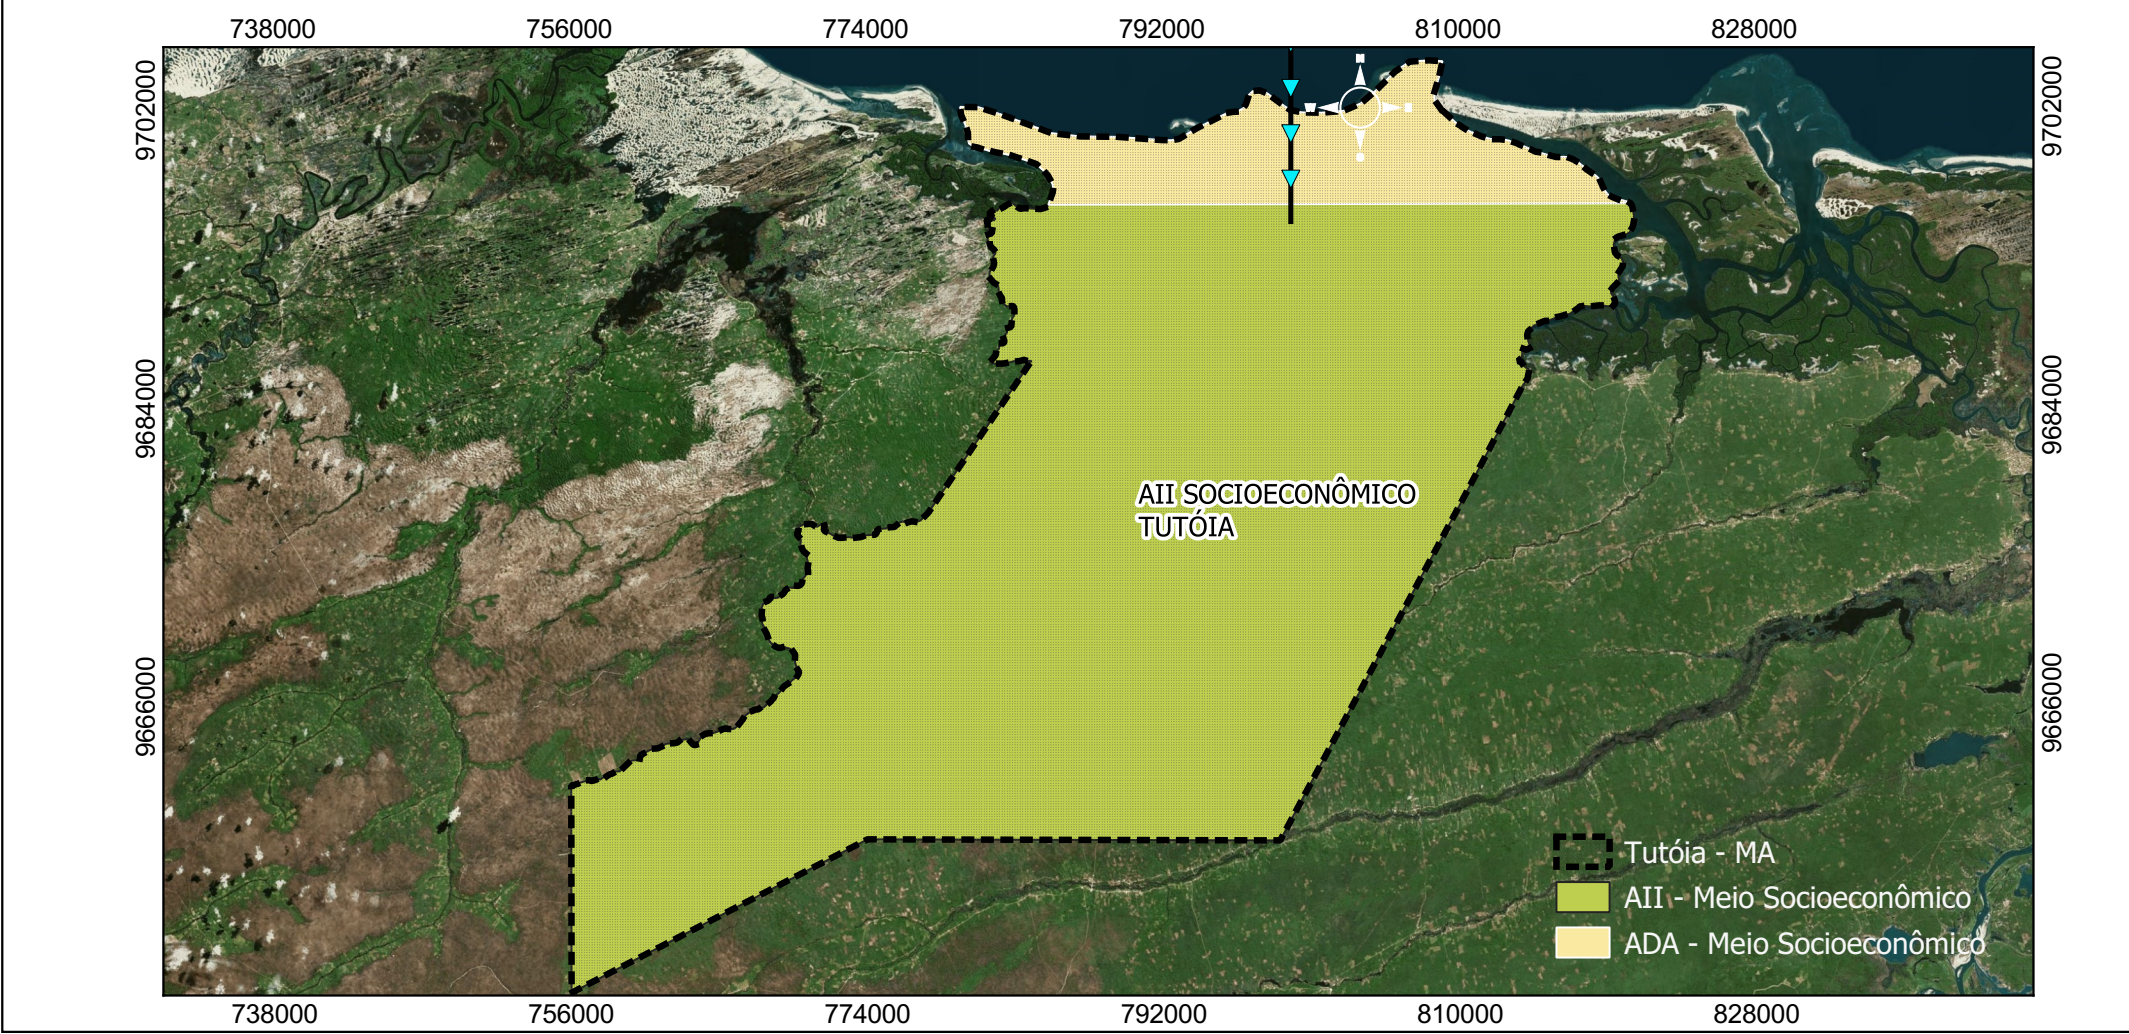 738000 756000 774000 792000 810000 828000
9702000 9702000
9684000 9684000
AII SOCIOECONÔMICO
TUTÓIA
9666000 9666000
Tutóia - MA
AII - Meio Socioeconômico
ADA - Meio Socioeconômico
738000 756000 774000 792000 810000 828000